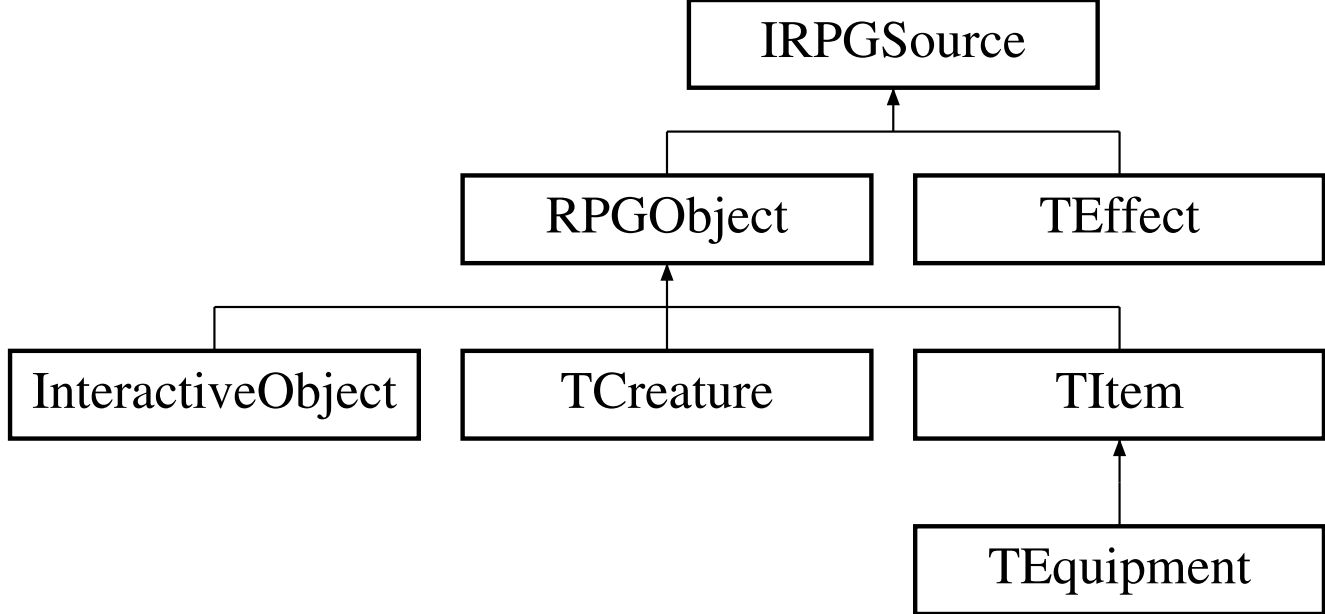 IRPGSource
RPGObject
TEffect
InteractiveObject
TCreature
TItem
TEquipment